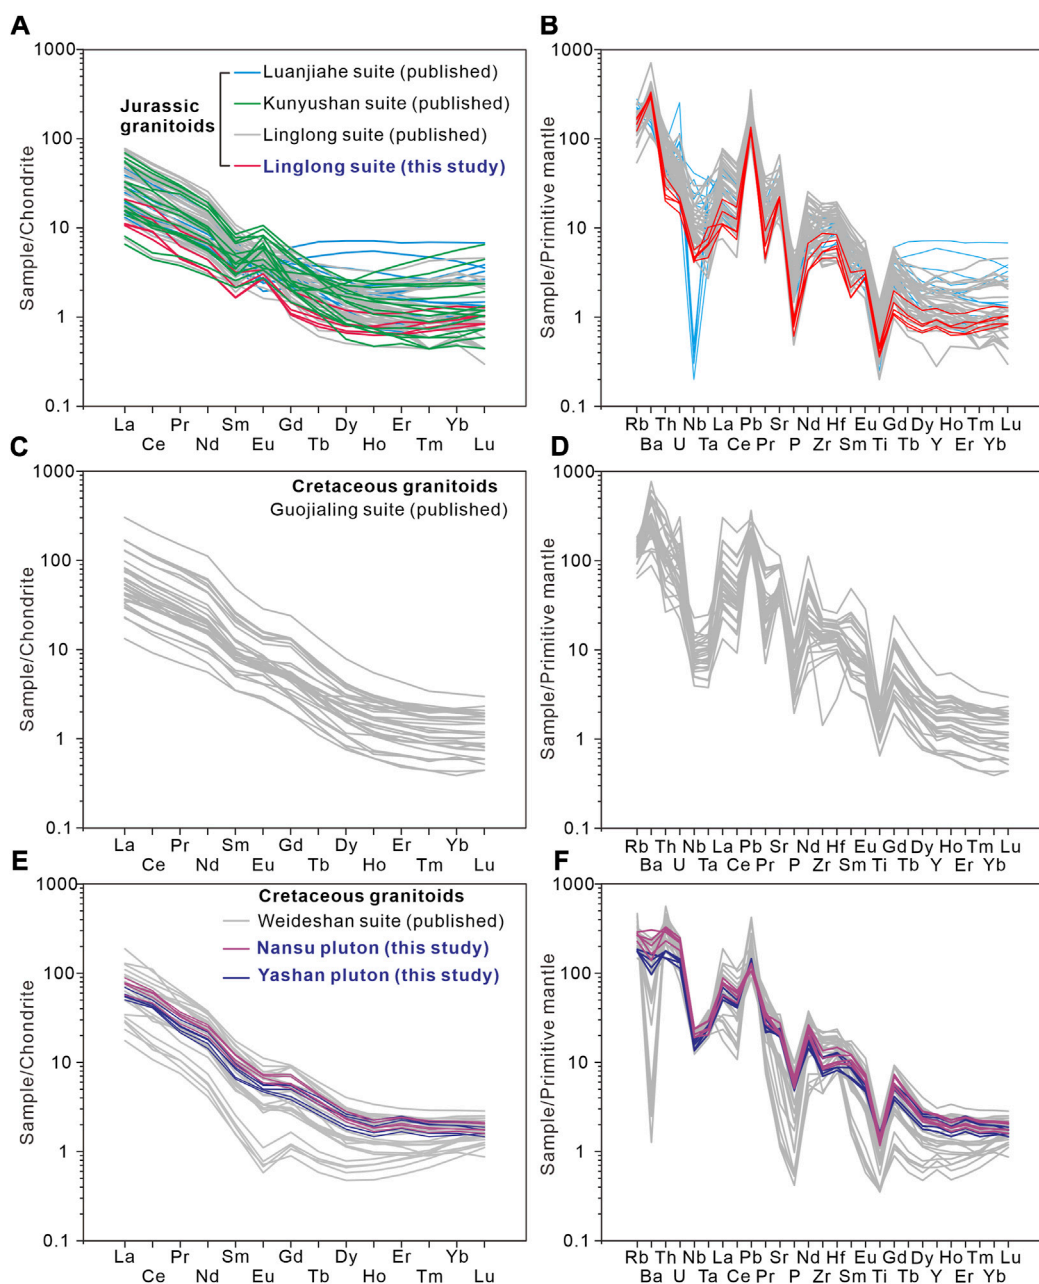 A
B
1000
100
10
1
0.1
Sample/Chondrite
Jurassic
granitoids
Luanjiahe suite (published)
Kunyushan suite (published)
Linglong suite (published)
Linglong suite (this study)
La Pr Sm Gd Dy Er Yb
Ce Nd Eu Tb Ho Tm Lu
1000
100
10
1
0.1
Sample/Primitive mantle
Rb Th Nb La Pb Sr Nd Hf Eu Gd Dy Ho Tm Lu
Ba U Ta Ce Pr P Zr Sm Ti Tb Y Er Yb
C
D
1000
100
10
1
0.1
Sample/Chondrite
Cretaceous granitoids
Guojialing suite (published)
La Pr Sm Gd Dy Er Yb
Ce Nd Eu Tb Ho Tm Lu
1000
100
10
1
0.1
Sample/Primitive mantle
Rb Th Nb La Pb Sr Nd Hf Eu Gd Dy Ho Tm Lu
Ba U Ta Ce Pr P Zr Sm Ti Tb Y Er Yb
E
F
1000
100
10
1
0.1
Sample/Chondrite
Cretaceous granitoids
Weideshan suite (published)
Nansu pluton (this study)
Yashan pluton (this study)
La Pr Sm Gd Dy Er Yb
Ce Nd Eu Tb Ho Tm Lu
1000
100
10
1
0.1
Sample/Primitive mantle
Rb Th Nb La Pb Sr Nd Hf Eu Gd Dy Ho Tm Lu
Ba U Ta Ce Pr P Zr Sm Ti Tb Y Er Yb